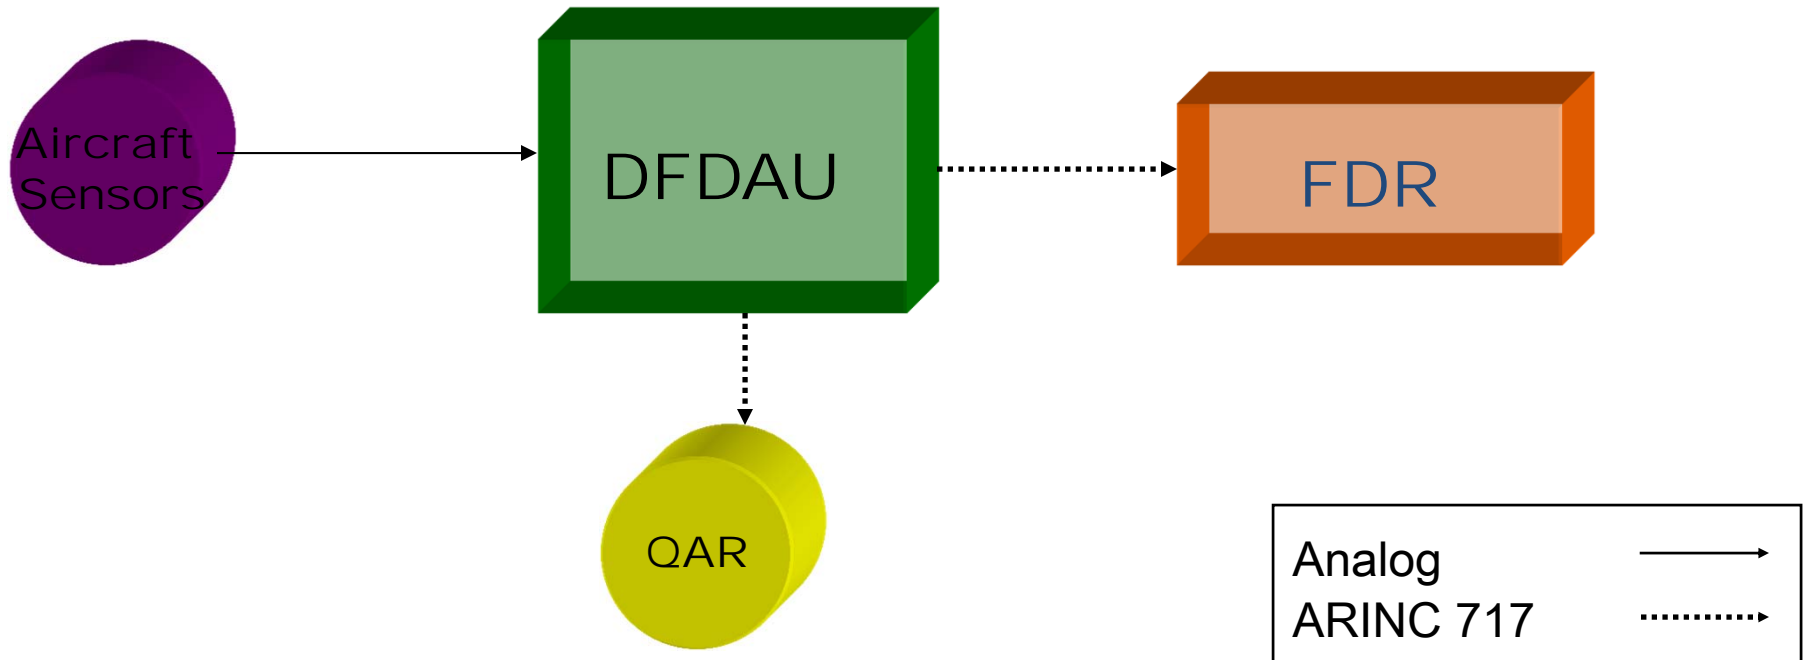 Aircraft
Sensors
DFDAU
FDR
QAR
Analog
ARINC 717